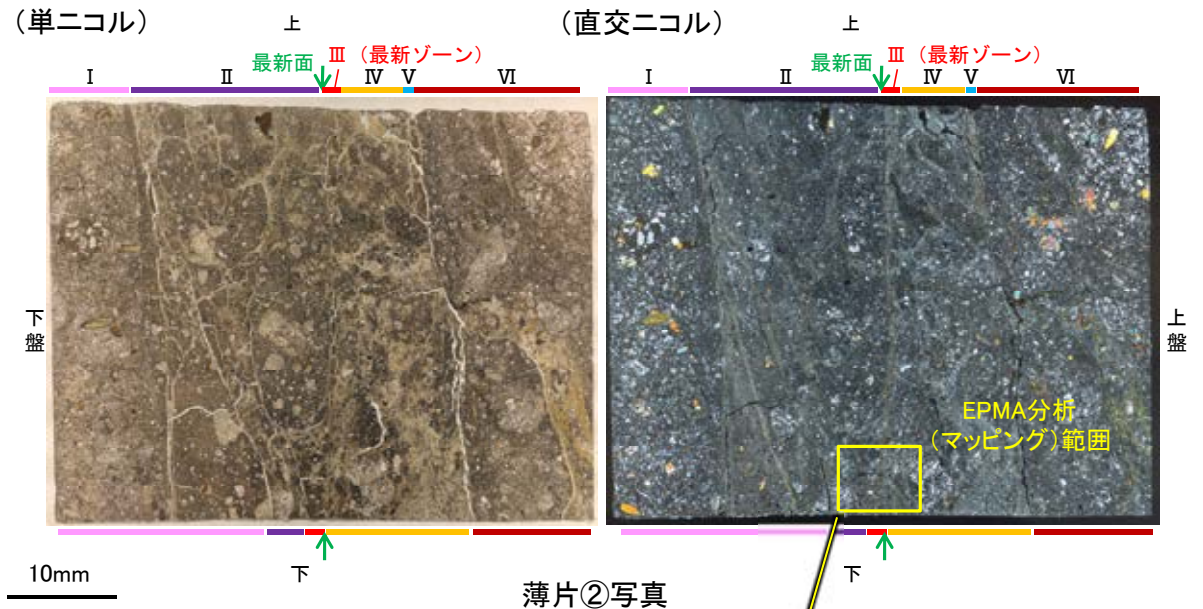 (単ニコル)
上
最新面
Ⅲ (最新ゾーン)
Ⅰ
Ⅱ
Ⅳ
Ⅴ
Ⅵ
下盤
下
10mm
(直交ニコル)
上
最新面
Ⅲ (最新ゾーン)
Ⅰ
Ⅱ
Ⅳ
Ⅴ
Ⅵ
上盤
EPMA分析
(マッピング)範囲
下
薄片②写真